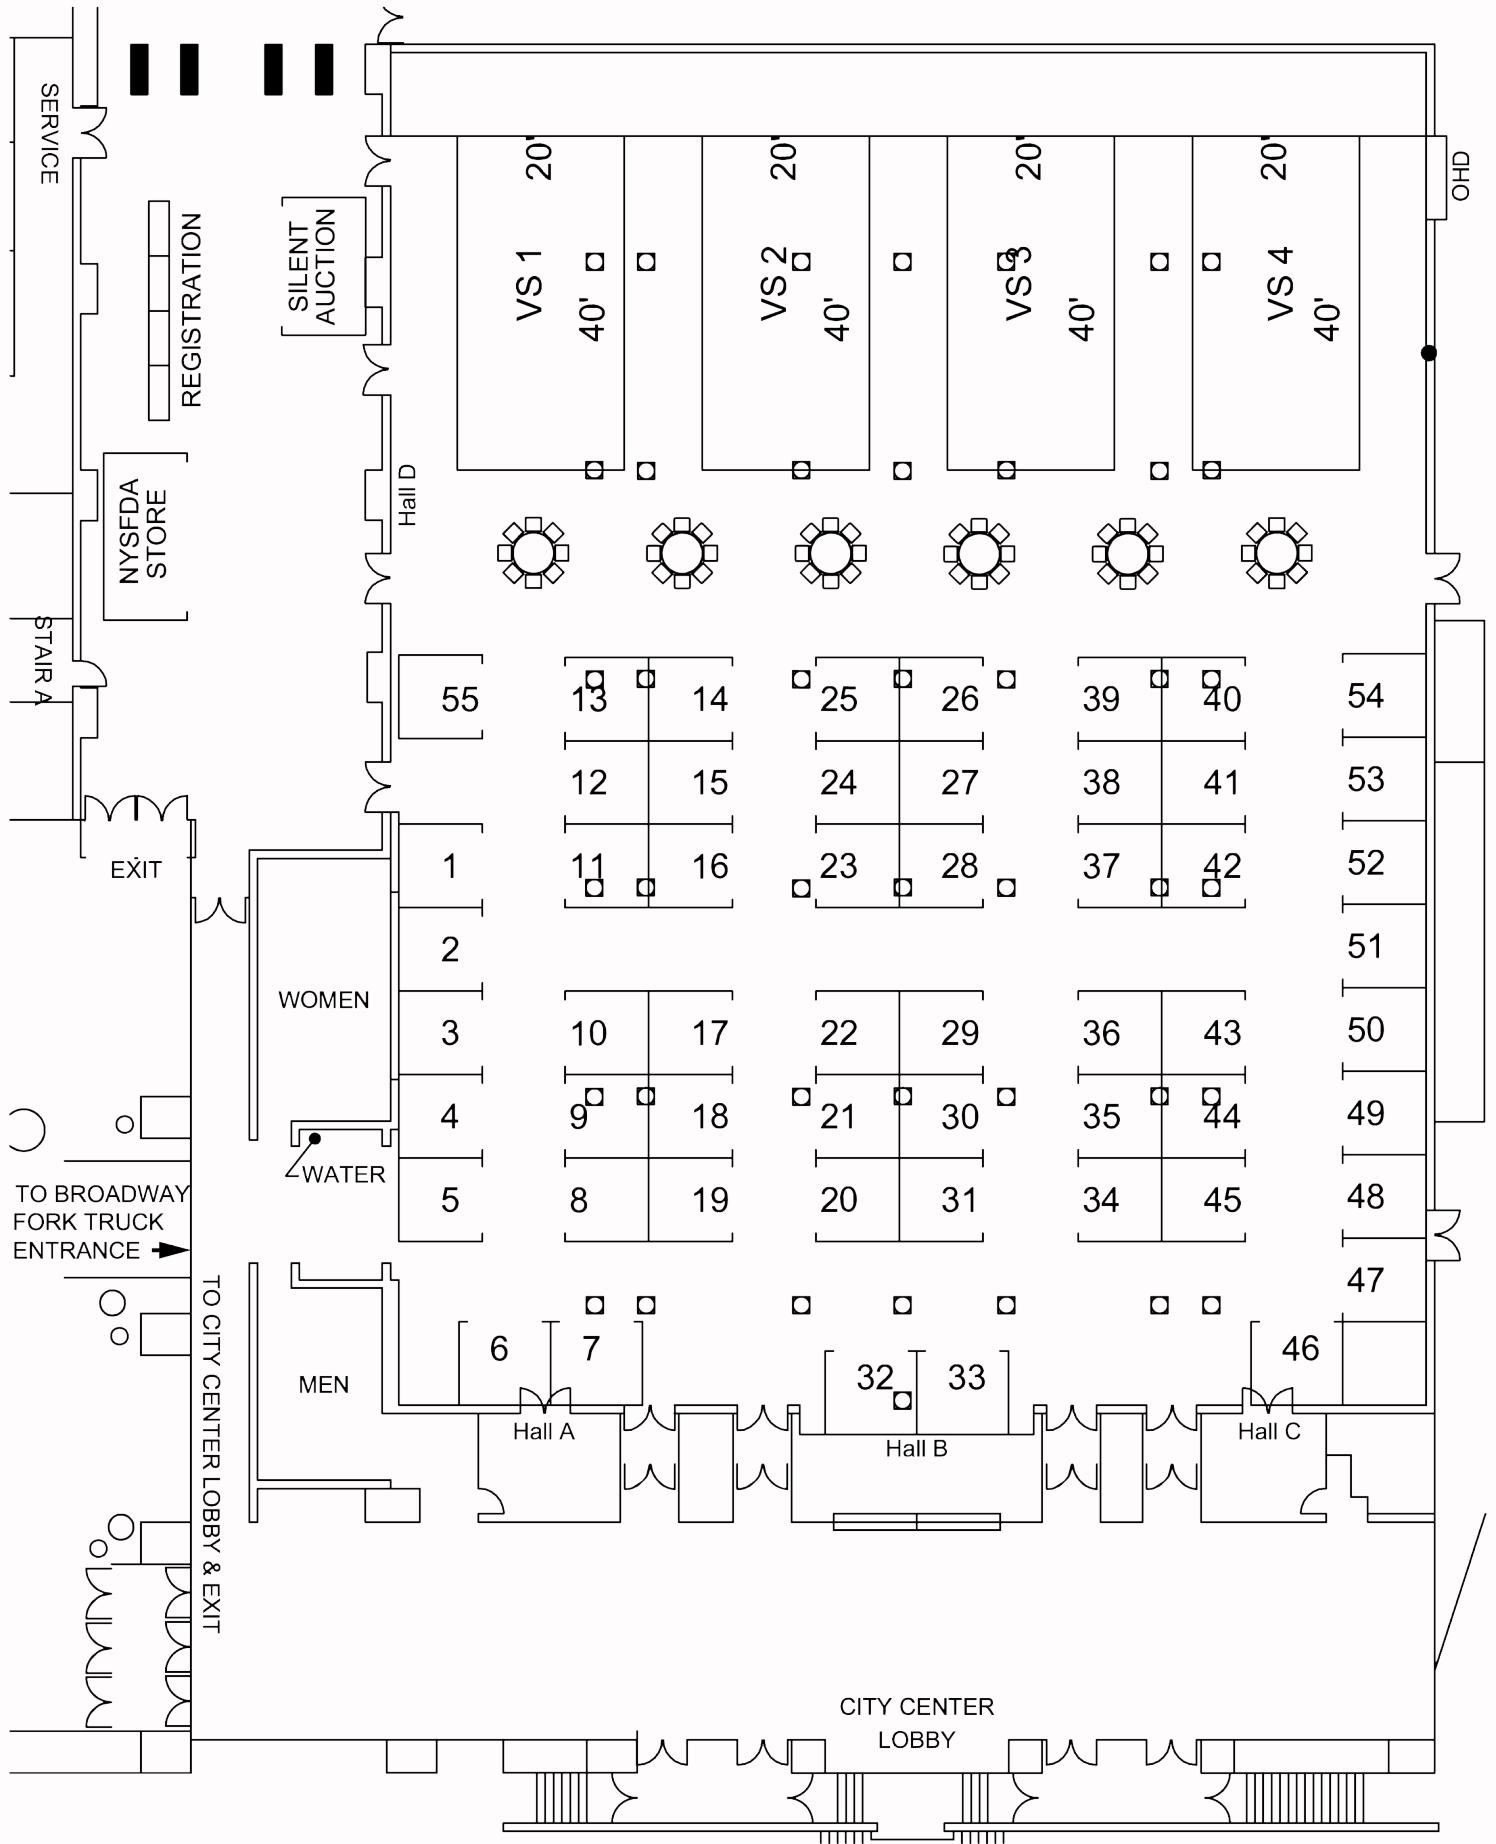 SERVICE
20'
20'
20'
20'
OHD
REGISTRATION
SILENT
AUCTION
VS 1
40'
VS 2
40'
VS 3
40'
VS 4
40'
Hall D
NYSFDA
STORE
STAIR A
55
13
14
25
26
39
40
54
12
15
24
27
38
41
53
EXIT
1
11
16
23
28
37
42
52
2
51
WOMEN
3
10
17
22
29
36
43
50
4
9
18
21
30
35
44
49
WATER
TO BROADWAY
FORK TRUCK
ENTRANCE
5
8
19
20
31
34
45
48
47
TO CITY CENTER LOBBY & EXIT
6
7
46
MEN
32
33
Hall A
Hall B
Hall C
CITY CENTER
LOBBY